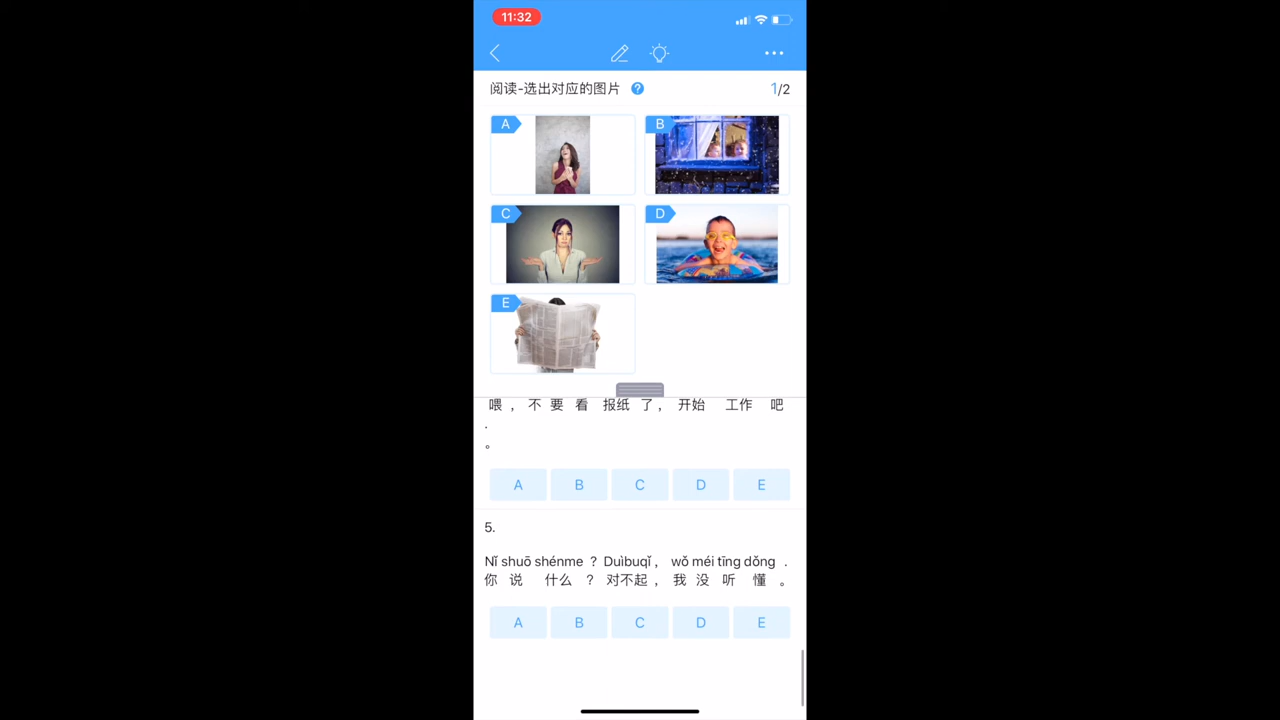 11:32
阅读-选出对应的图片 ?
1/2
A
B
C
D
E
喂，不要看报纸了，开始工作吧
.
。
A B C D E
5.
Nǐ shuō shénme ? Duìbuqǐ , wǒ méi tīng dǒng .
你说什么？对不起，我没听懂。
A B C D E